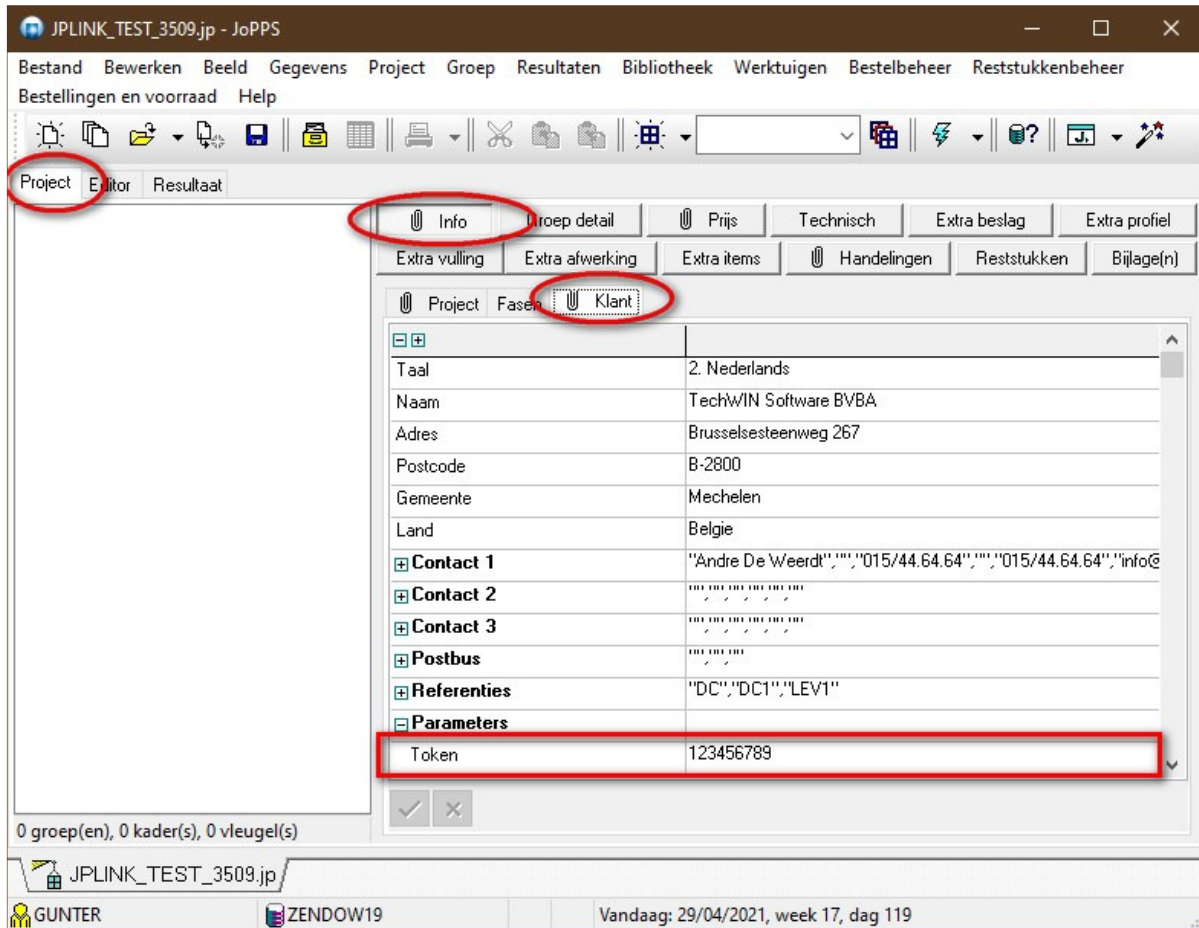 JPLINK_TEST_3509.jp - JoPPS
Bestand Bewerken Beeld Gegevens Project Groep Resultaten Bibliotheek Werktuigen Bestelbeheer Reststukkenbeheer
Bestellingen en voorraad Help
Project Editor Resultaat
Info Groep detail Prijs Technisch Extra beslag Extra profiel
Extra vulling Extra afwerking Extra items Handelingen Reststukken Bijlage(n)
Project Fasen Klant
Taal 2. Nederlands
Naam TechWIN Software BVBA
Adres Brusselsesteenweg 267
Postcode B-2800
Gemeente Mechelen
Land Belgie
Contact 1 "Andre De Weerdt","","015/44.64.64","","015/44.64.64","info@
Contact 2 "","","","","",""
Contact 3 "","","","","",""
Postbus "","",""
Referenties "DC","DC1","LEV1"
Parameters
Token 123456789
0 groep(en), 0 kader(s), 0 vleugel(s)
JPLINK_TEST_3509.jp
GUNTER ZENDOW19 Vandaag: 29/04/2021, week 17, dag 119